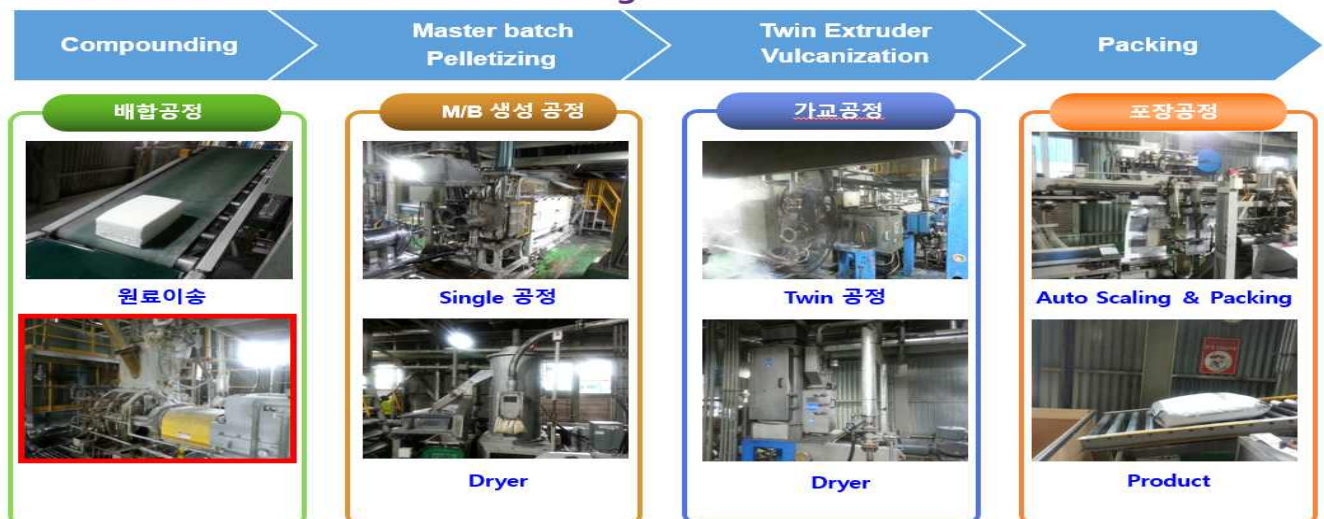 Compounding
Master batch
Pelletizing
Twin Extruder
Vulcanization
Packing
배합공정
M/B 생성 공정
가교공정
포장공정
원료이송
Single 공정
Twin 공정
Auto Scaling & Packing
Dryer
Dryer
Product